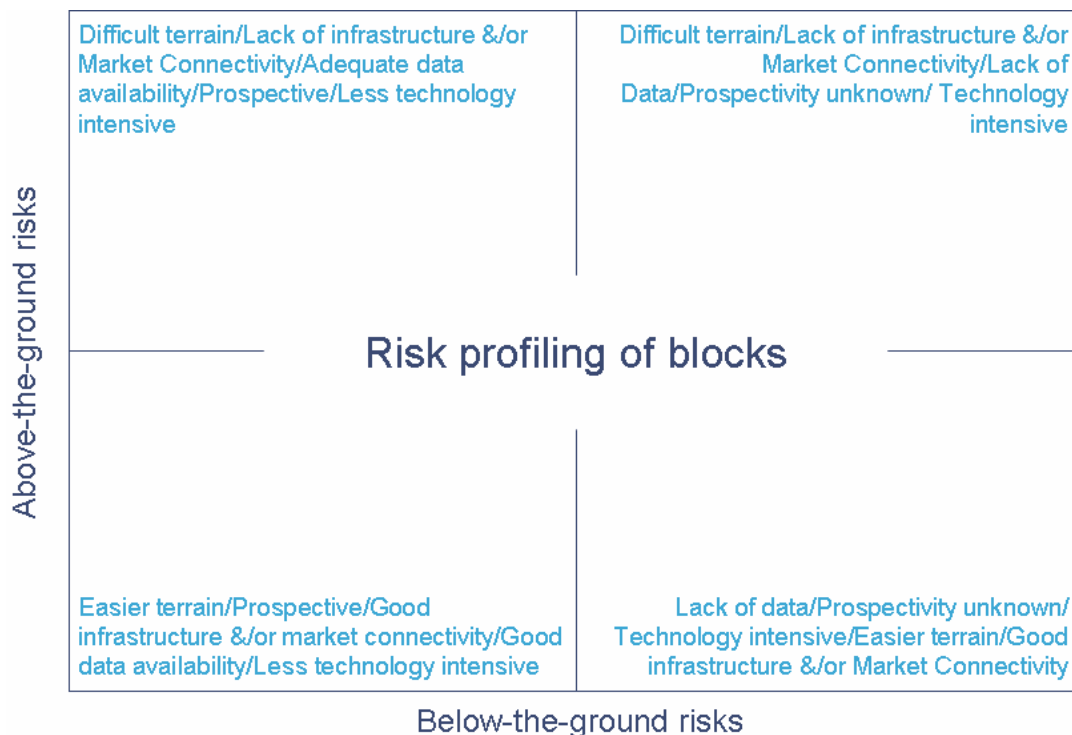 Difficult terrain/Lack of infrastructure &/or
Market Connectivity/Adequate data
availability/Prospective/Less technology
intensive
Difficult terrain/Lack of infrastructure &/or
Market Connectivity/Lack of
Data/Prospectivity unknown/ Technology
intensive
Above-the-ground risks
Risk profiling of blocks
Easier terrain/Prospective/Good
infrastructure &/or market connectivity/Good
data availability/Less technology intensive
Lack of data/Prospectivity unknown/
Technology intensive/Easier terrain/Good
infrastructure &/or Market Connectivity
Below-the-ground risks